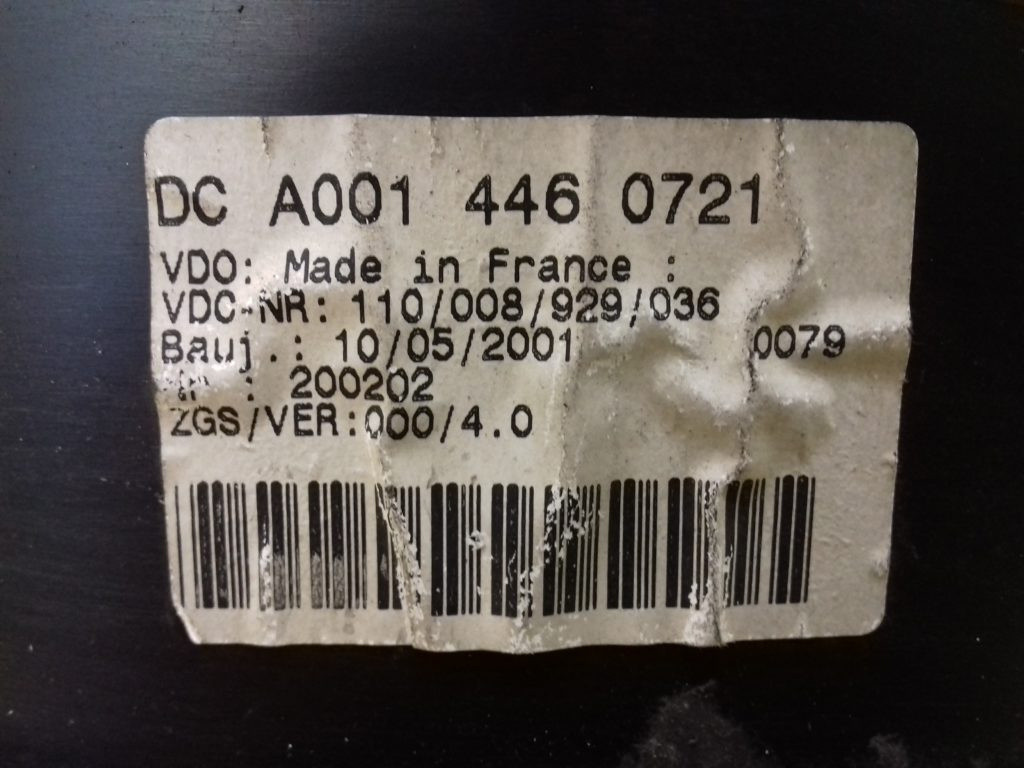 DC A001 446 0721
VDO: Made in France :
VDO-NR: 110/008/929/036
Bauj.: 10/05/2001 0079
: 200202
ZGS/VER:000/4.0